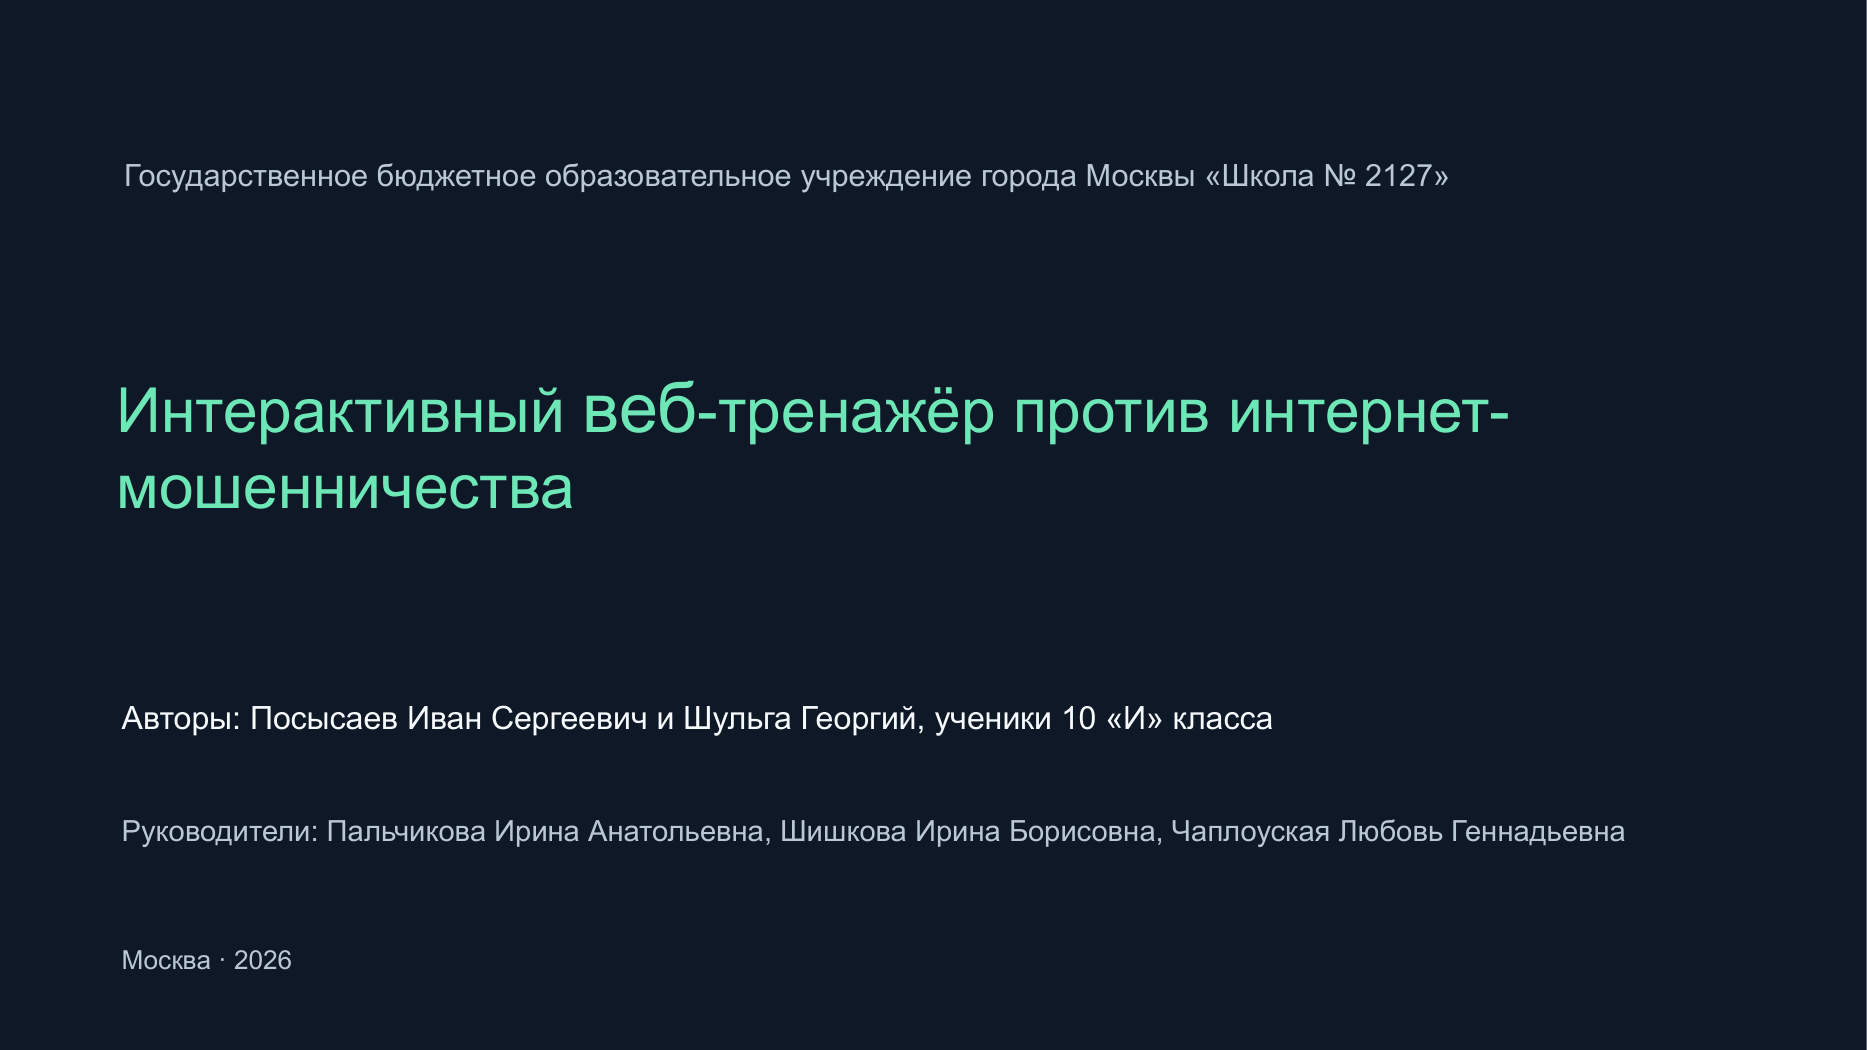 Государственное бюджетное образовательное учреждение города Москвы «Школа № 2127»
Интерактивный веб-тренажёр против интернет-
мошенничества
Авторы: Посысаев Иван Сергеевич и Шульга Георгий, ученики 10 «И» класса
Руководители: Пальчикова Ирина Анатольевна, Шишкова Ирина Борисовна, Чаплоуская Любовь Геннадьевна
Москва · 2026